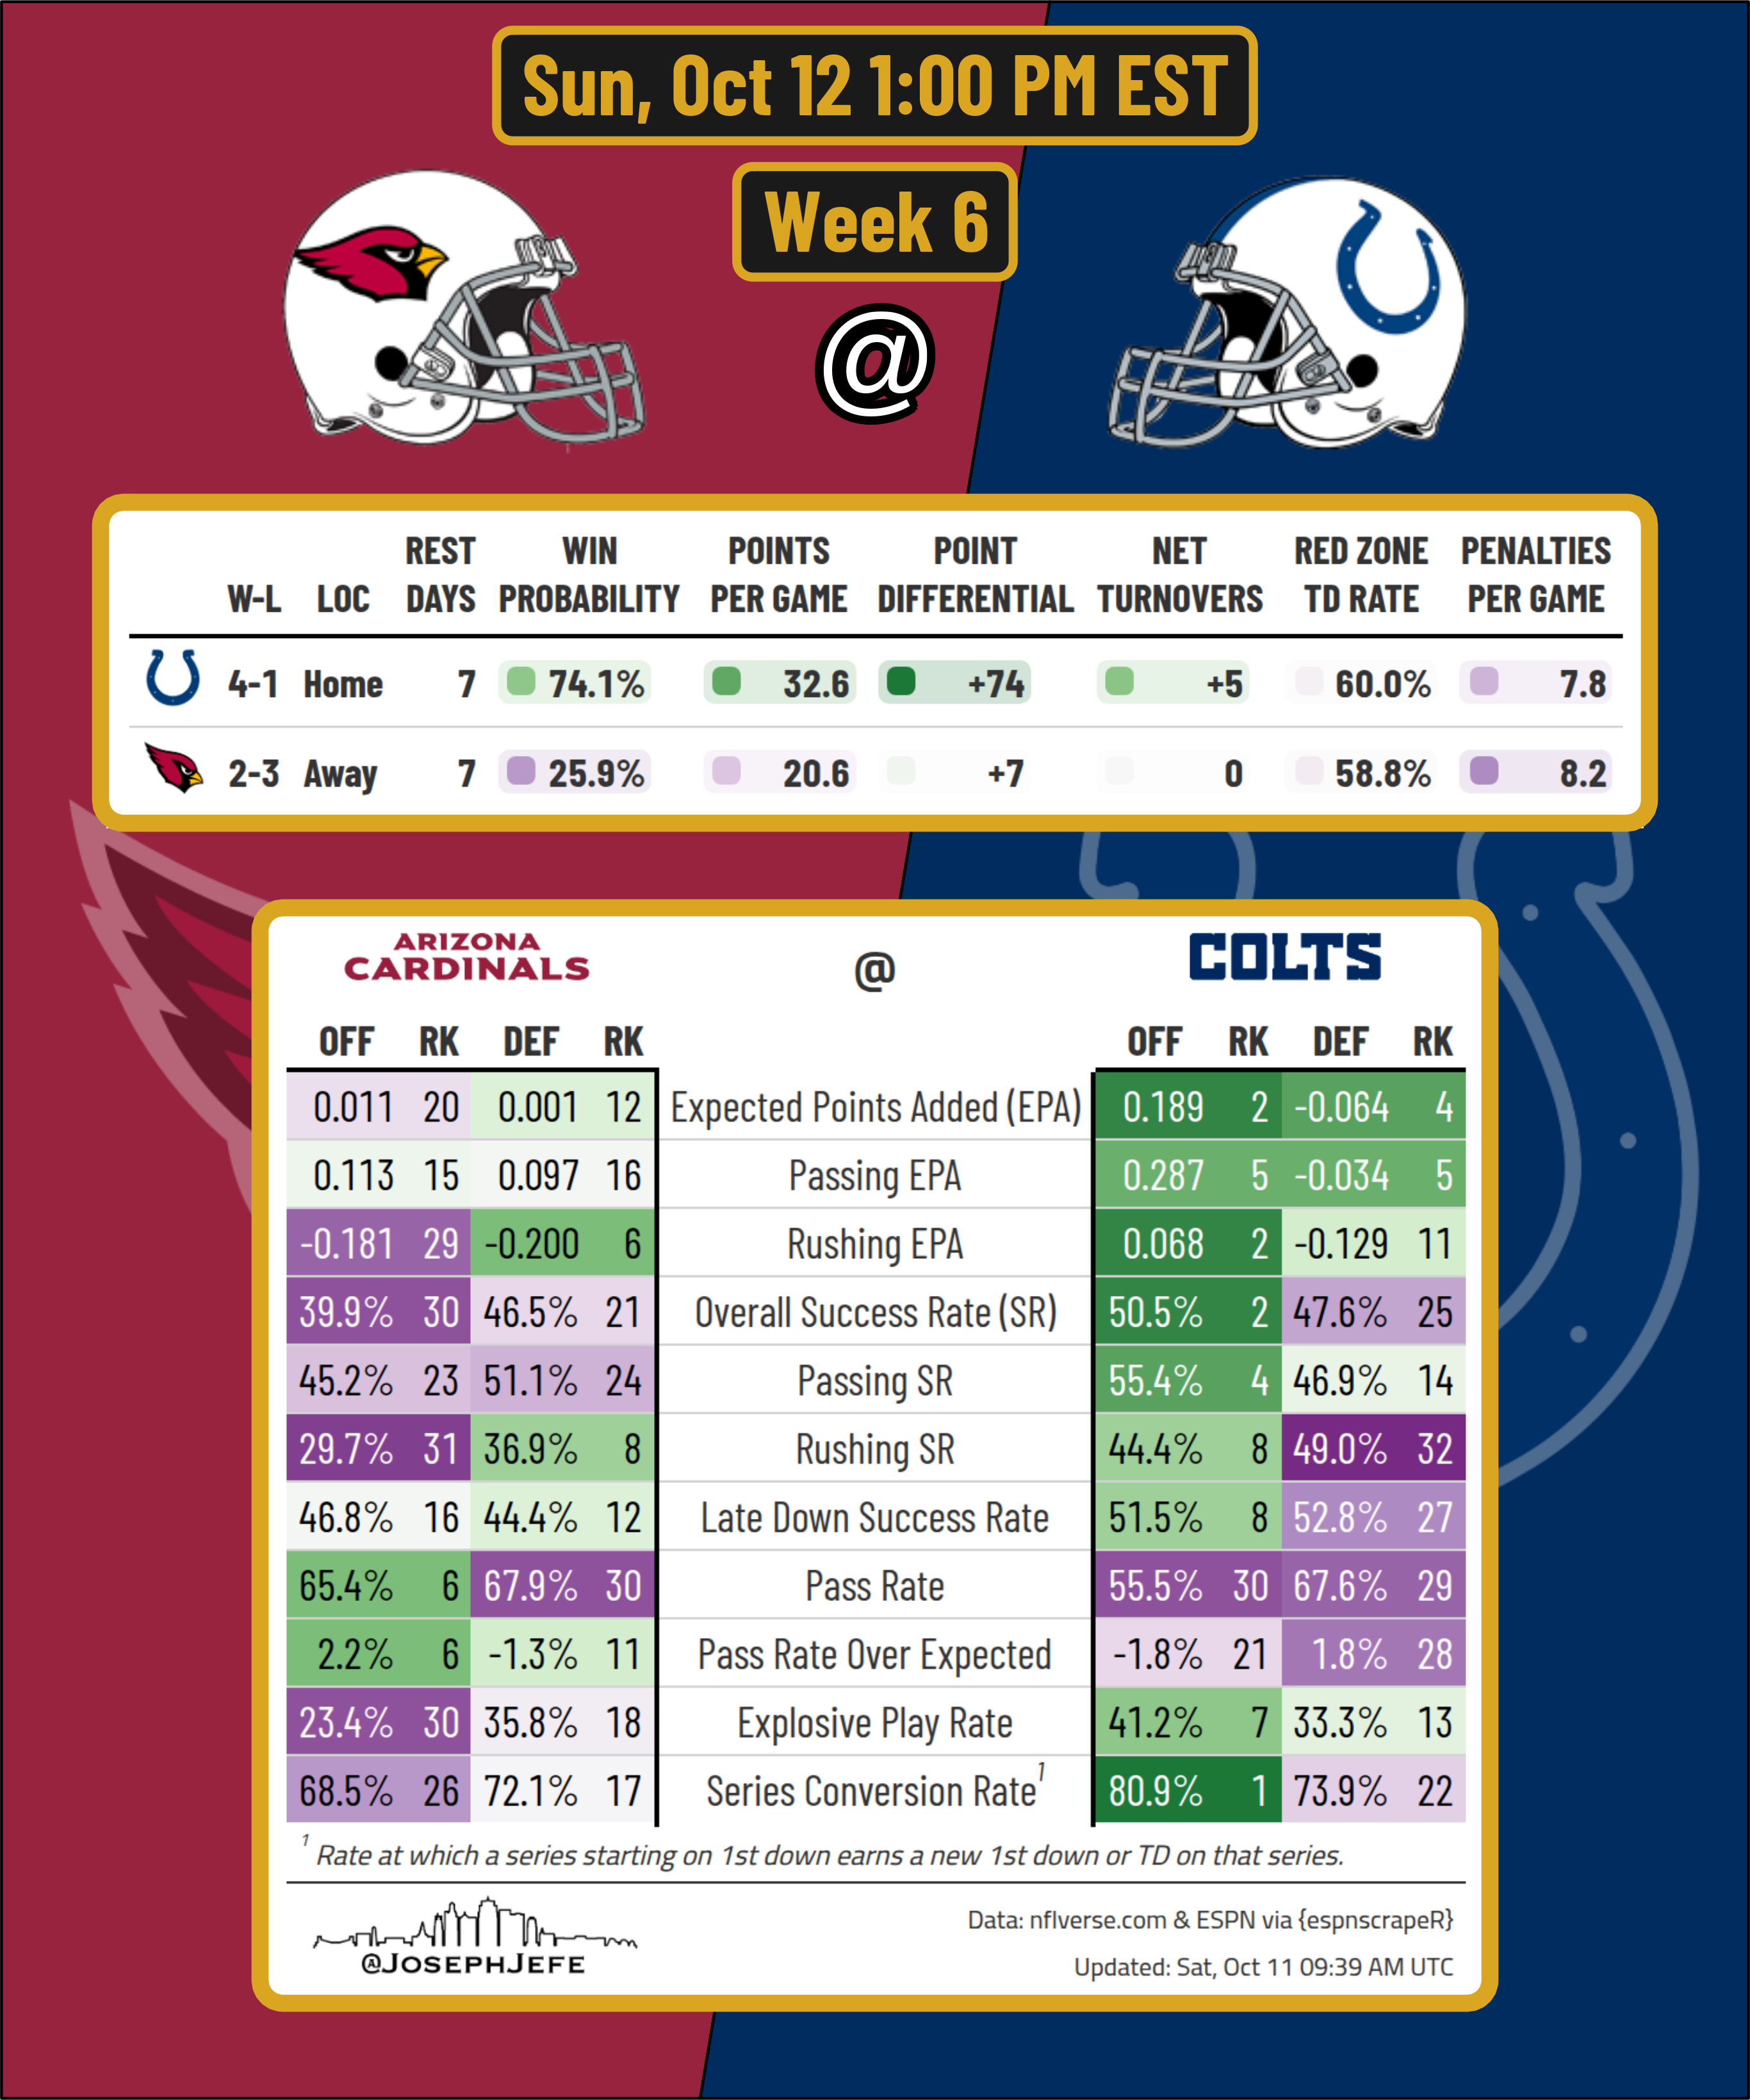 Sun, Oct 12 1:00 PM EST
Week 6
@
W-L LOC REST DAYS WIN PROBABILITY POINTS PER GAME POINT DIFFERENTIAL NET TURNOVERS RED ZONE TD RATE PENALTIES PER GAME
4-1 Home 7 74.1% 32.6 +74 +5 60.0% 7.8
2-3 Away 7 25.9% 20.6 +7 0 58.8% 8.2
ARIZONA CARDINALS @ COLTS
OFF RK DEF RK OFF RK DEF RK
0.011 20 0.001 12 Expected Points Added (EPA) 0.189 2 -0.064 4
0.113 15 0.097 16 Passing EPA 0.287 5 -0.034 5
-0.181 29 -0.200 6 Rushing EPA 0.068 2 -0.129 11
39.9% 30 46.5% 21 Overall Success Rate (SR) 50.5% 2 47.6% 25
45.2% 23 51.1% 24 Passing SR 55.4% 4 46.9% 14
29.7% 31 36.9% 8 Rushing SR 44.4% 8 49.0% 32
46.8% 16 44.4% 12 Late Down Success Rate 51.5% 8 52.8% 27
65.4% 6 67.9% 30 Pass Rate 55.5% 30 67.6% 29
2.2% 6 -1.3% 11 Pass Rate Over Expected -1.8% 21 1.8% 28
23.4% 30 35.8% 18 Explosive Play Rate 41.2% 7 33.3% 13
68.5% 26 72.1% 17 Series Conversion Rate1 80.9% 1 73.9% 22
1 Rate at which a series starting on 1st down earns a new 1st down or TD on that series.
@JOSEPHJEFE
Data: nflverse.com & ESPN via {espnscrapeR}
Updated: Sat, Oct 11 09:39 AM UTC